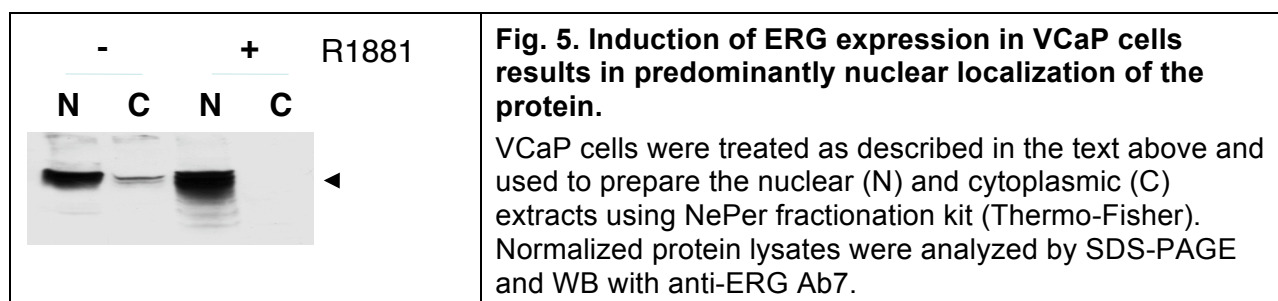 - + R1881
N C N C
Fig. 5. Induction of ERG expression in VCaP cells
results in predominantly nuclear localization of the
protein.
VCaP cells were treated as described in the text above and
used to prepare the nuclear (N) and cytoplasmic (C)
extracts using NePer fractionation kit (Thermo-Fisher).
Normalized protein lysates were analyzed by SDS-PAGE
and WB with anti-ERG Ab7.